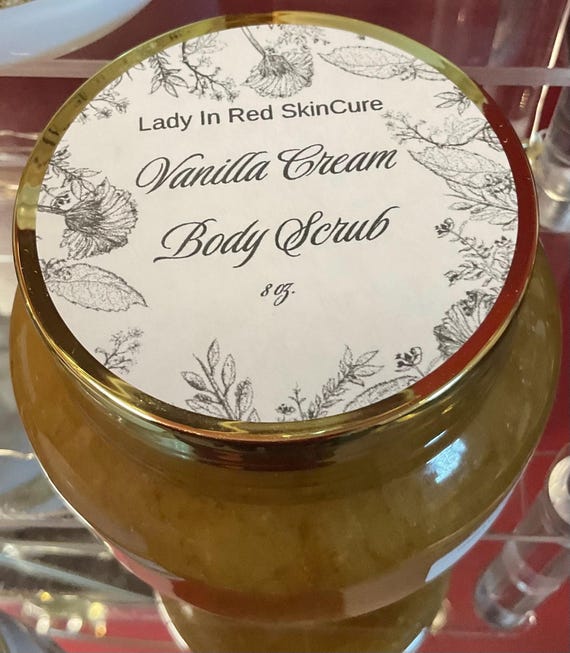 Lady In Red SkinCure
Vanilla Cream
Body Scrub
8 oz.